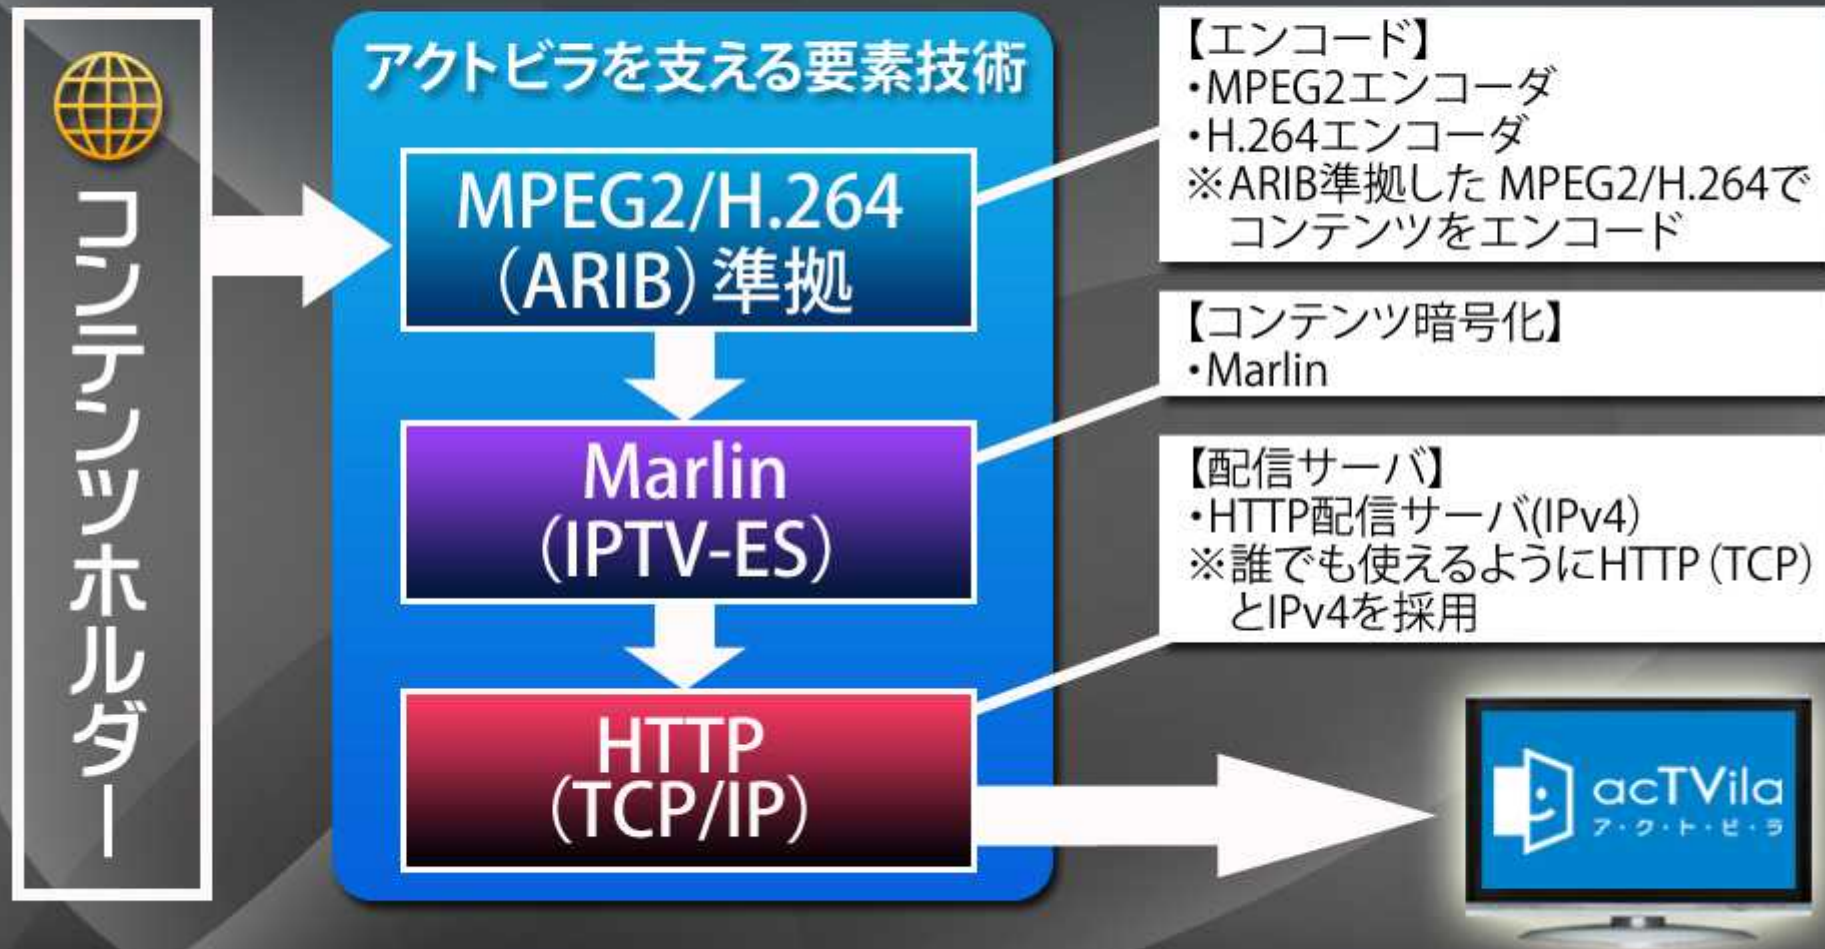 コンテンツホルダー
アクトビラを支える要素技術
MPEG2/H.264
（ARIB）準拠
Marlin
（IPTV-ES）
HTTP
（TCP/IP）
【エンコード】
・MPEG2エンコーダ
・H.264エンコーダ
※ARIB準拠した MPEG2/H.264で
コンテンツをエンコード
【コンテンツ暗号化】
・Marlin
【配信サーバ】
・HTTP配信サーバ(IPv4）
※誰でも使えるようにHTTP（TCP）
とIPv4を採用
acTVila
ア・ク・ト・ビ・ラ